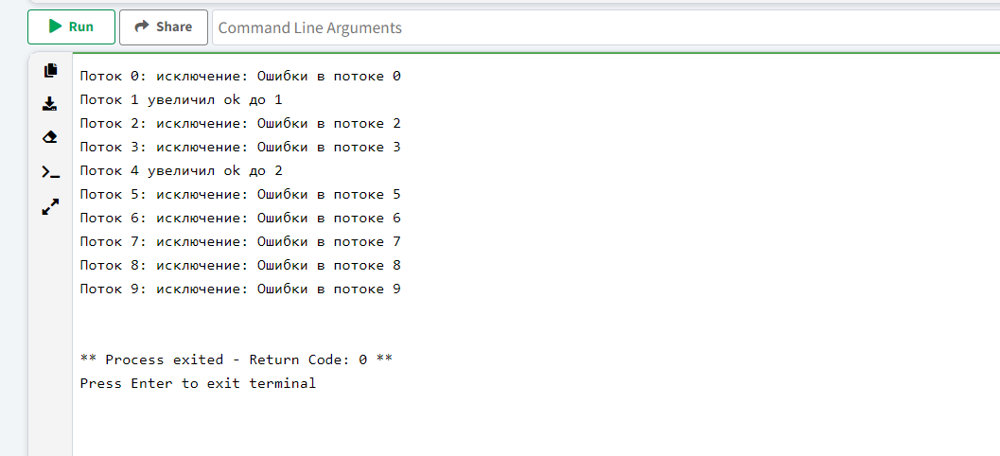 Run
Share
Command Line Arguments
Поток 0: исключение: Ошибки в потоке 0
Поток 1 увеличил ok до 1
Поток 2: исключение: Ошибки в потоке 2
Поток 3: исключение: Ошибки в потоке 3
Поток 4 увеличил ok до 2
Поток 5: исключение: Ошибки в потоке 5
Поток 6: исключение: Ошибки в потоке 6
Поток 7: исключение: Ошибки в потоке 7
Поток 8: исключение: Ошибки в потоке 8
Поток 9: исключение: Ошибки в потоке 9
** Process exited - Return Code: 0 **
Press Enter to exit terminal